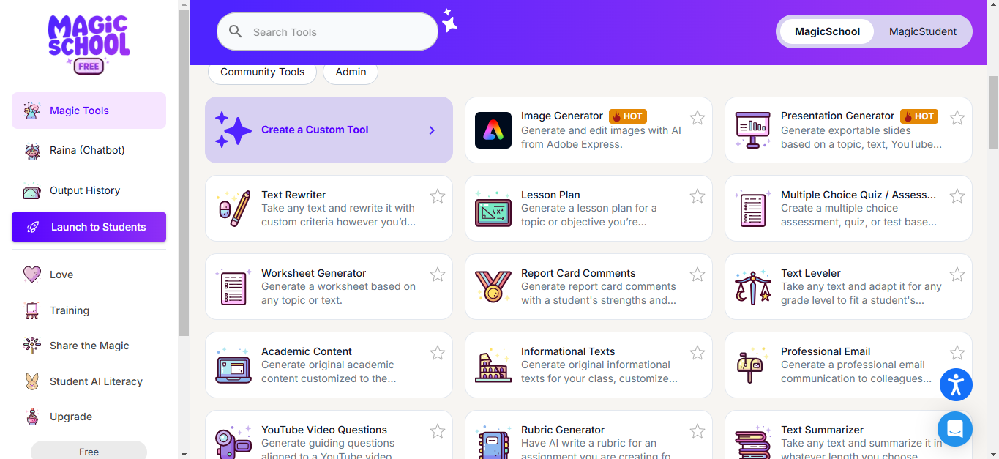 MAGIC
SCHOOL
FREE
Magic Tools
Raina (Chatbot)
Output History
Launch to Students
Love
Training
Share the Magic
Student AI Literacy
Upgrade
Free
Search Tools
MagicSchool
MagicStudent
Community Tools
Admin
Create a Custom Tool
Image Generator
HOT
Generate and edit images with AI
from Adobe Express.
Presentation Generator
HOT
Generate exportable slides
based on a topic, text, YouTube...
Text Rewriter
Take any text and rewrite it with
custom criteria however you’d...
Lesson Plan
Generate a lesson plan for a
topic or objective you’re...
Multiple Choice Quiz / Assess...
Create a multiple choice
assessment, quiz, or test base...
Worksheet Generator
Generate a worksheet based on
any topic or text.
Report Card Comments
Generate report card comments
with a student's strengths and...
Text Leveler
Take any text and adapt it for any
grade level to fit a student's...
Academic Content
Generate original academic
content customized to the...
Informational Texts
Generate original informational
texts for your class, customize...
Professional Email
Generate a professional email
communication to colleagues...
YouTube Video Questions
Generate guiding questions
aligned to a YouTube video
Rubric Generator
Have AI write a rubric for an
assignment you are creating fo
Text Summarizer
Take any text and summarize it in
whatever length you choose